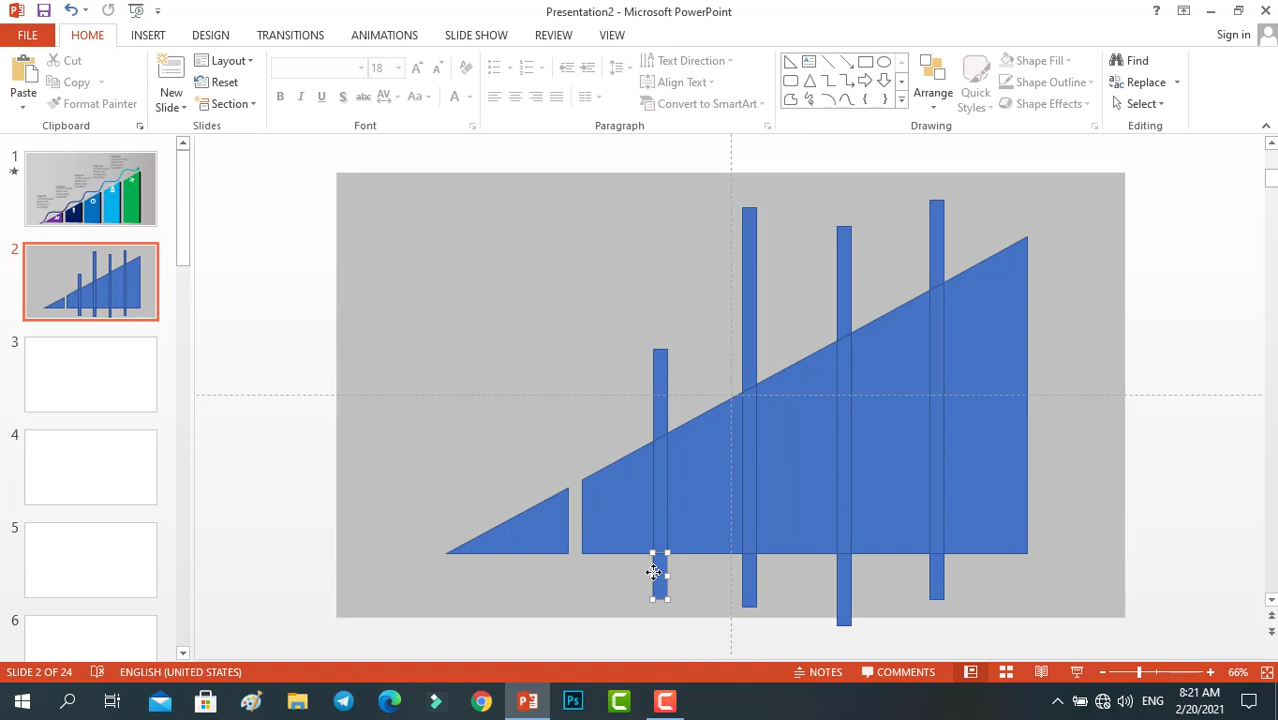 Presentation2 - Microsoft PowerPoint
?
FILE HOME INSERT DESIGN TRANSITIONS ANIMATIONS SLIDE SHOW REVIEW VIEW Sign in
Paste
Cut
Copy
Format Painter
Clipboard
New Slide
Layout
Reset
Section
Slides
18
B I U S abc AV Aa A
Font
Text Direction
Align Text
Convert to SmartArt
Paragraph
Arrange
Quick Styles
Shape Fill
Shape Outline
Shape Effects
Drawing
Find
Replace
Select
Editing
1
2
3
4
5
6
SLIDE 2 OF 24 ENGLISH (UNITED STATES) NOTES COMMENTS 66%
ENG
8:21 AM
2/20/2021